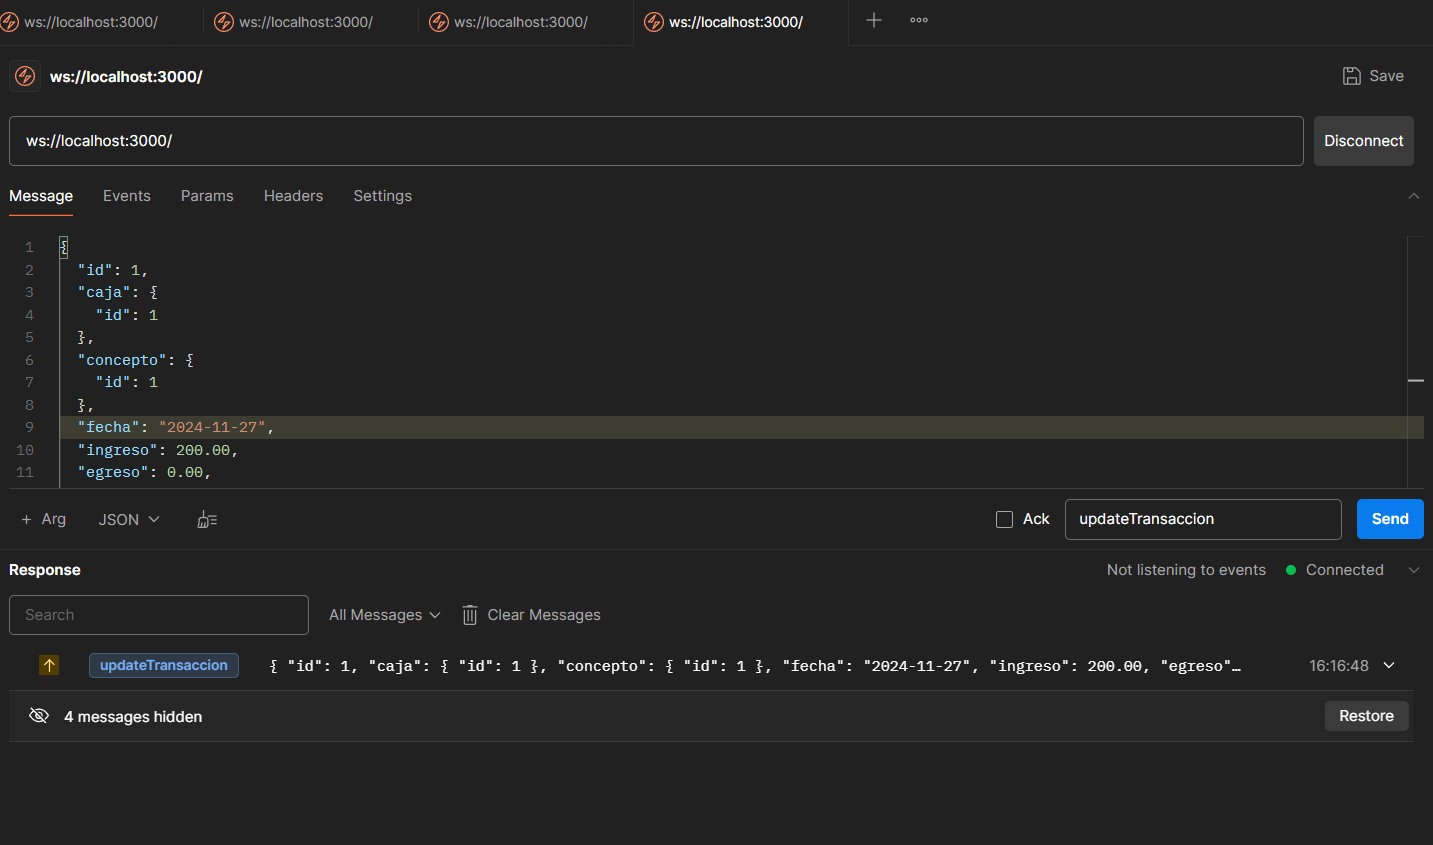 ws://localhost:3000/ ws://localhost:3000/ ws://localhost:3000/ ws://localhost:3000/
ws://localhost:3000/ Save
ws://localhost:3000/ Disconnect
Message Events Params Headers Settings
1 {
2 "id": 1,
3 "caja": {
4 "id": 1
5 },
6 "concepto": {
7 "id": 1
8 },
9 "fecha": "2024-11-27",
10 "ingreso": 200.00,
11 "egreso": 0.00,
+ Arg JSON Ack updateTransaccion Send
Response Not listening to events Connected
Search All Messages Clear Messages
updateTransaccion { "id": 1, "caja": { "id": 1 }, "concepto": { "id": 1 }, "fecha": "2024-11-27", "ingreso": 200.00, "egreso"… 16:16:48
4 messages hidden Restore